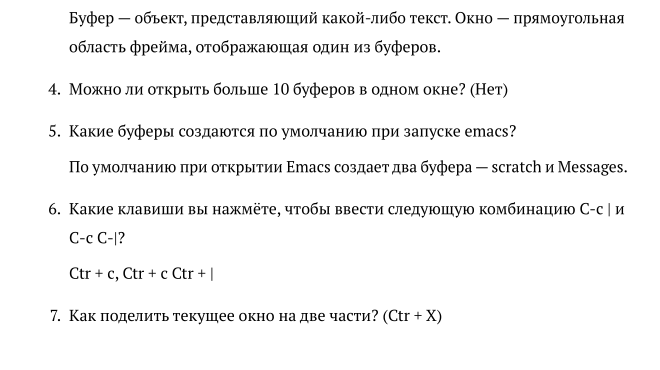 Буфер — объект, представляющий какой-либо текст. Окно — прямоугольная
область фрейма, отображающая один из буферов.
4. Можно ли открыть больше 10 буферов в одном окне? (Нет)
5. Какие буферы создаются по умолчанию при запуске emacs?
По умолчанию при открытии Emacs создает два буфера — scratch и Messages.
6. Какие клавиши вы нажмёте, чтобы ввести следующую комбинацию C-c | и
C-c C-|?
Ctr + c, Ctr + c Ctr + |
7. Как поделить текущее окно на две части? (Ctr + X)